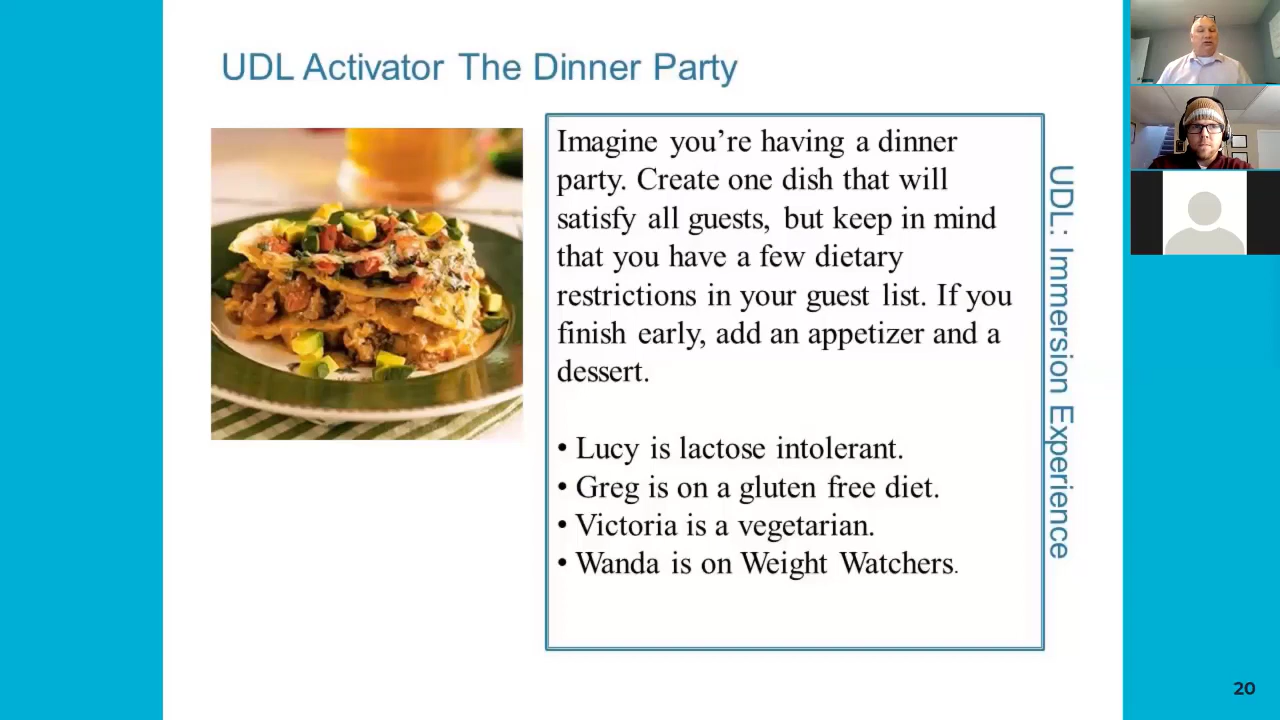 UDL Activator The Dinner Party
Imagine you’re having a dinner
party. Create one dish that will
satisfy all guests, but keep in mind
that you have a few dietary
restrictions in your guest list. If you
finish early, add an appetizer and a
dessert.
• Lucy is lactose intolerant.
• Greg is on a gluten free diet.
• Victoria is a vegetarian.
• Wanda is on Weight Watchers.
UDL: Immersion Experience
20